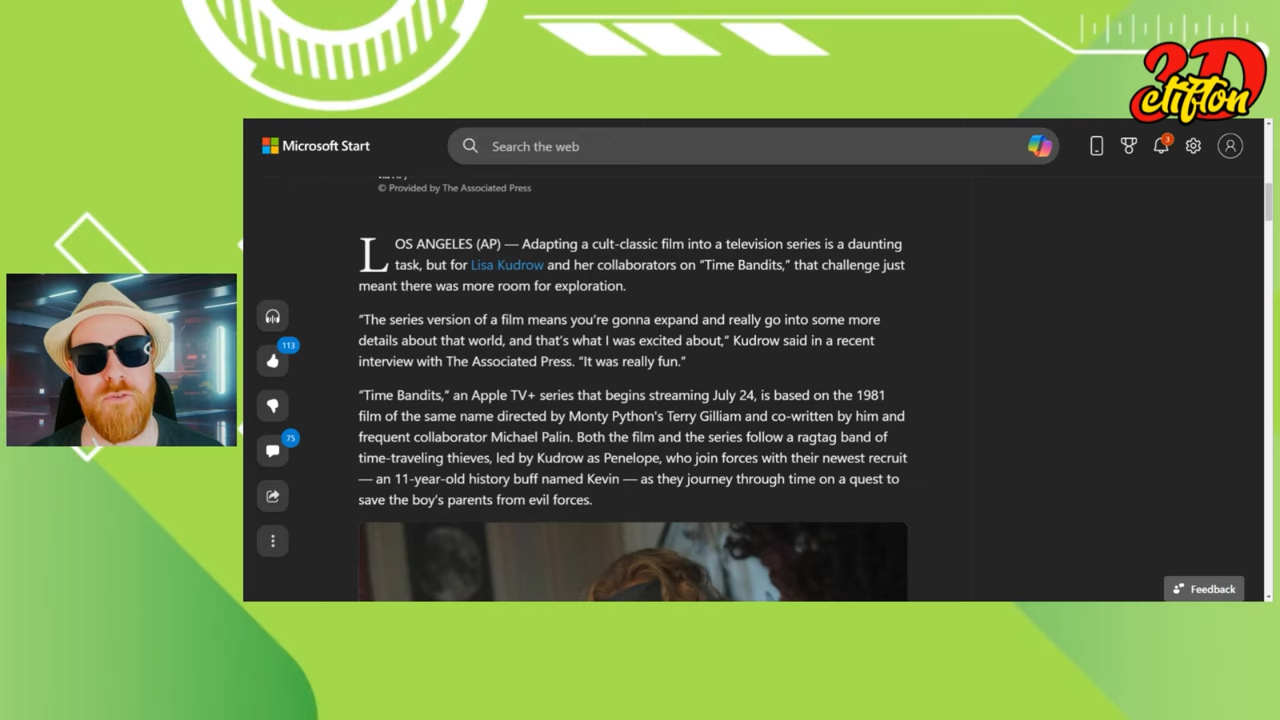 3D
clifton
Microsoft Start
Search the web
3
© Provided by The Associated Press
LOS ANGELES (AP) — Adapting a cult-classic film into a television series is a daunting
task, but for Lisa Kudrow and her collaborators on “Time Bandits,” that challenge just
meant there was more room for exploration.
“The series version of a film means you're gonna expand and really go into some more
details about that world, and that’s what I was excited about,” Kudrow said in a recent
interview with The Associated Press. “It was really fun.”
“Time Bandits,” an Apple TV+ series that begins streaming July 24, is based on the 1981
film of the same name directed by Monty Python's Terry Gilliam and co-written by him and
frequent collaborator Michael Palin. Both the film and the series follow a ragtag band of
time-traveling thieves, led by Kudrow as Penelope, who join forces with their newest recruit
— an 11-year-old history buff named Kevin — as they journey through time on a quest to
save the boy’s parents from evil forces.
113
75
Feedback